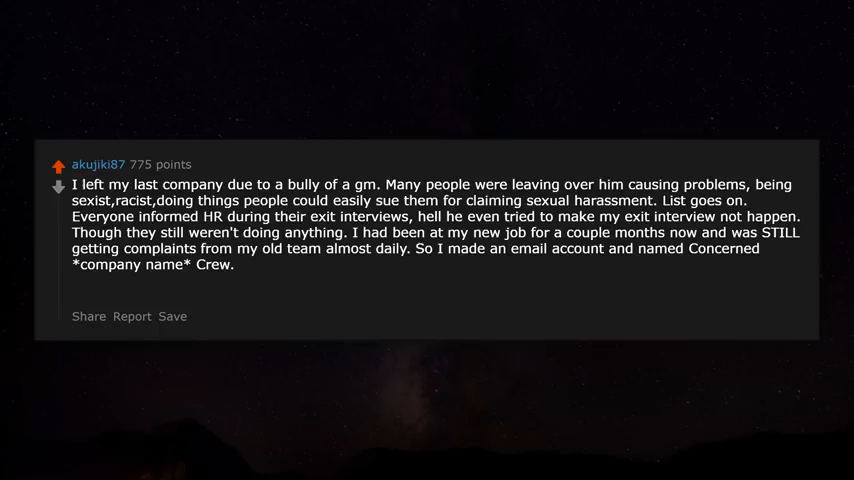 akujiki87 775 points
I left my last company due to a bully of a gm. Many people were leaving over him causing problems, being
sexist,racist,doing things people could easily sue them for claiming sexual harassment. List goes on.
Everyone informed HR during their exit interviews, hell he even tried to make my exit interview not happen.
Though they still weren't doing anything. I had been at my new job for a couple months now and was STILL
getting complaints from my old team almost daily. So I made an email account and named Concerned
*company name* Crew.
Share Report Save